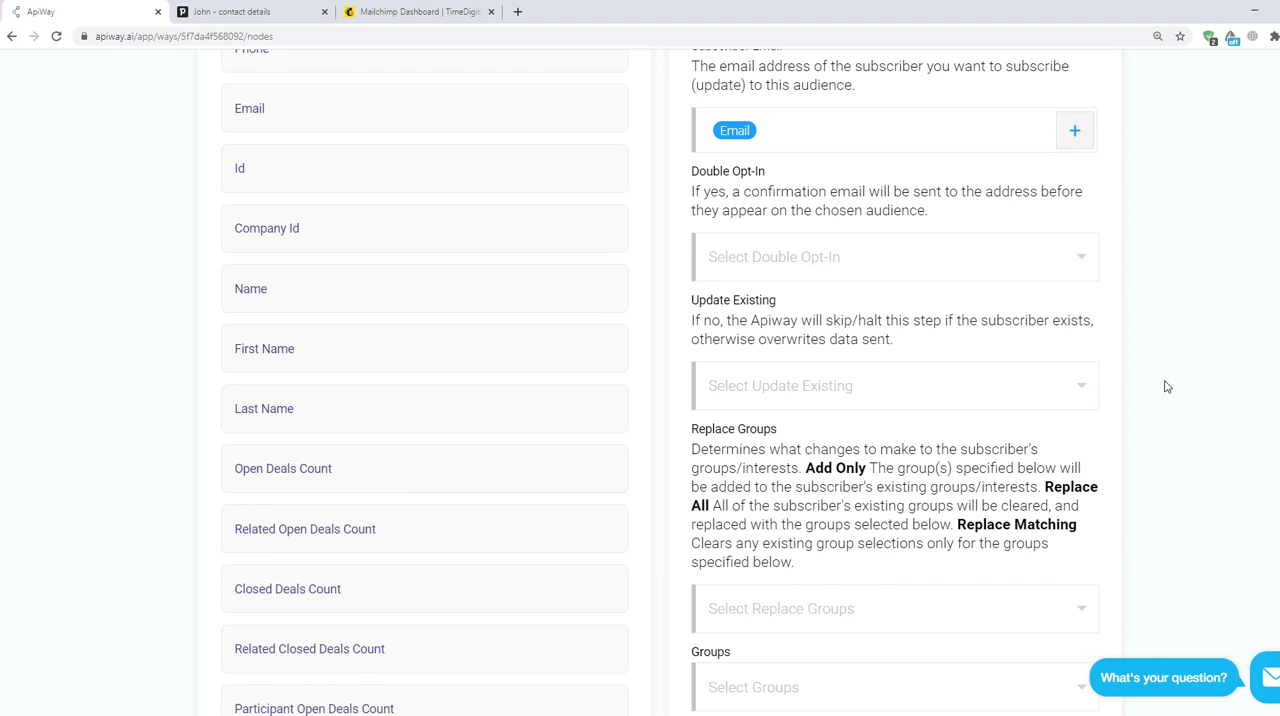 ApiWay
John - contact details
Mailchimp Dashboard | TimeDigit
apiway.ai/app/ways/5f7da4f568092/nodes
2
off
Phone
Email
Id
Company Id
Name
First Name
Last Name
Open Deals Count
Related Open Deals Count
Closed Deals Count
Related Closed Deals Count
Participant Open Deals Count
Subscriber Email
The email address of the subscriber you want to subscribe
(update) to this audience.
Email
+
Double Opt-In
If yes, a confirmation email will be sent to the address before
they appear on the chosen audience.
Select Double Opt-In
Update Existing
If no, the Apiway will skip/halt this step if the subscriber exists,
otherwise overwrites data sent.
Select Update Existing
Replace Groups
Determines what changes to make to the subscriber's
groups/interests. Add Only The group(s) specified below will
be added to the subscriber's existing groups/interests. Replace
All All of the subscriber's existing groups will be cleared, and
replaced with the groups selected below. Replace Matching
Clears any existing group selections only for the groups
specified below.
Select Replace Groups
Groups
Select Groups
What's your question?